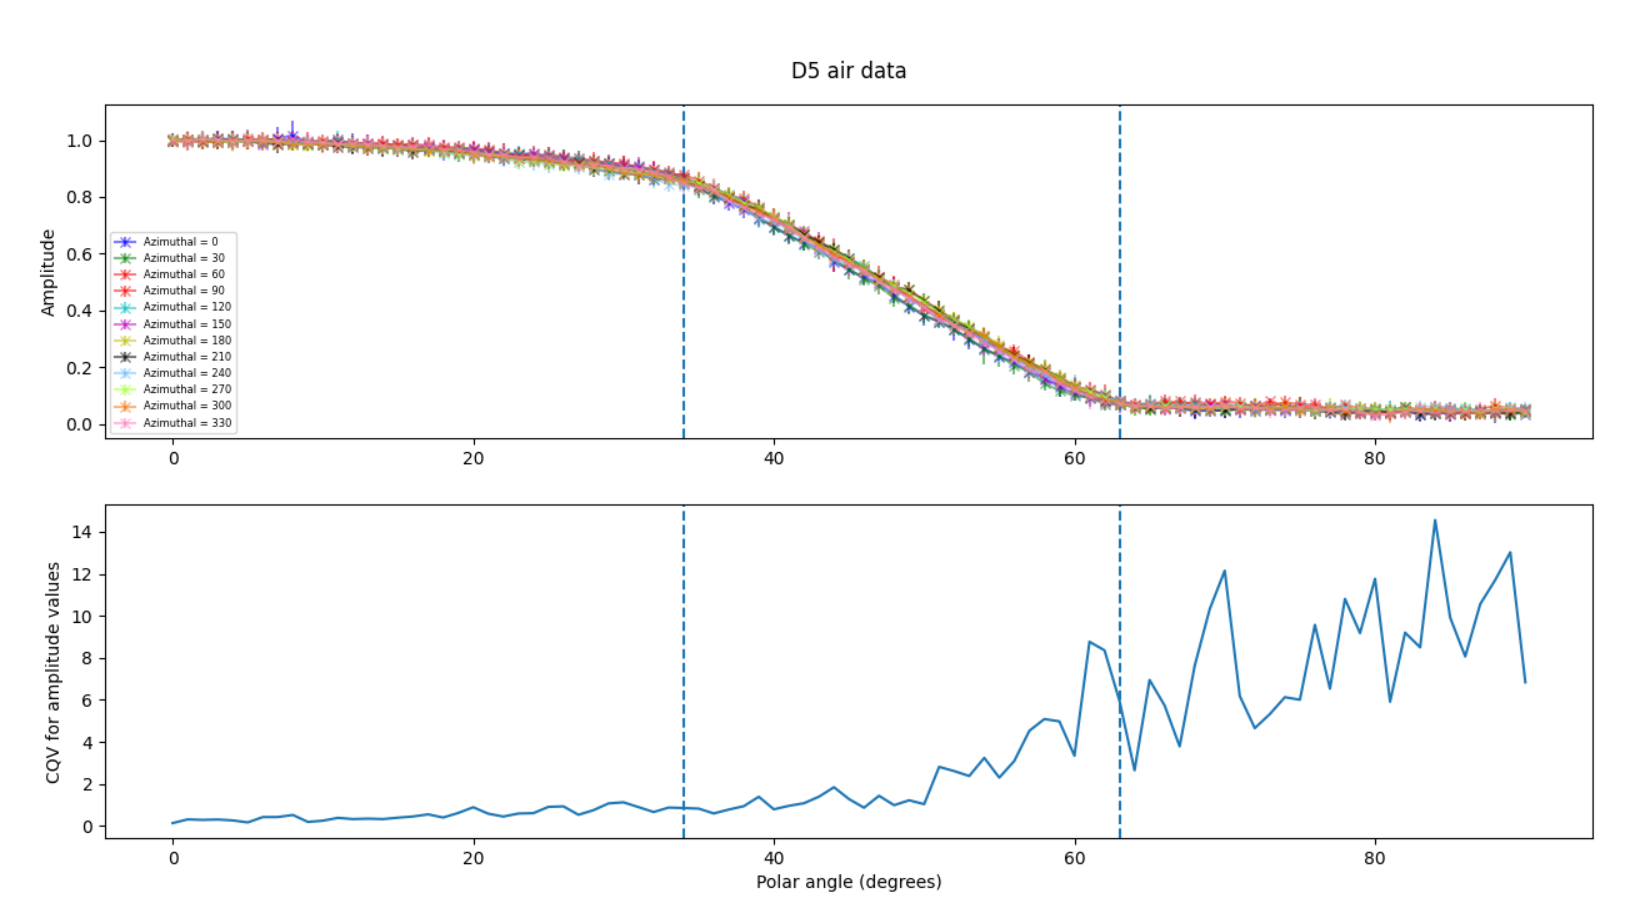 D5 air data
Amplitude
1.0
0.8
0.6
0.4
0.2
0.0
Azimuthal = 0
Azimuthal = 30
Azimuthal = 60
Azimuthal = 90
Azimuthal = 120
Azimuthal = 150
Azimuthal = 180
Azimuthal = 210
Azimuthal = 240
Azimuthal = 270
Azimuthal = 300
Azimuthal = 330
0 20 40 60 80
CQV for amplitude values
14
12
10
8
6
4
2
0
0 20 40 60 80
Polar angle (degrees)